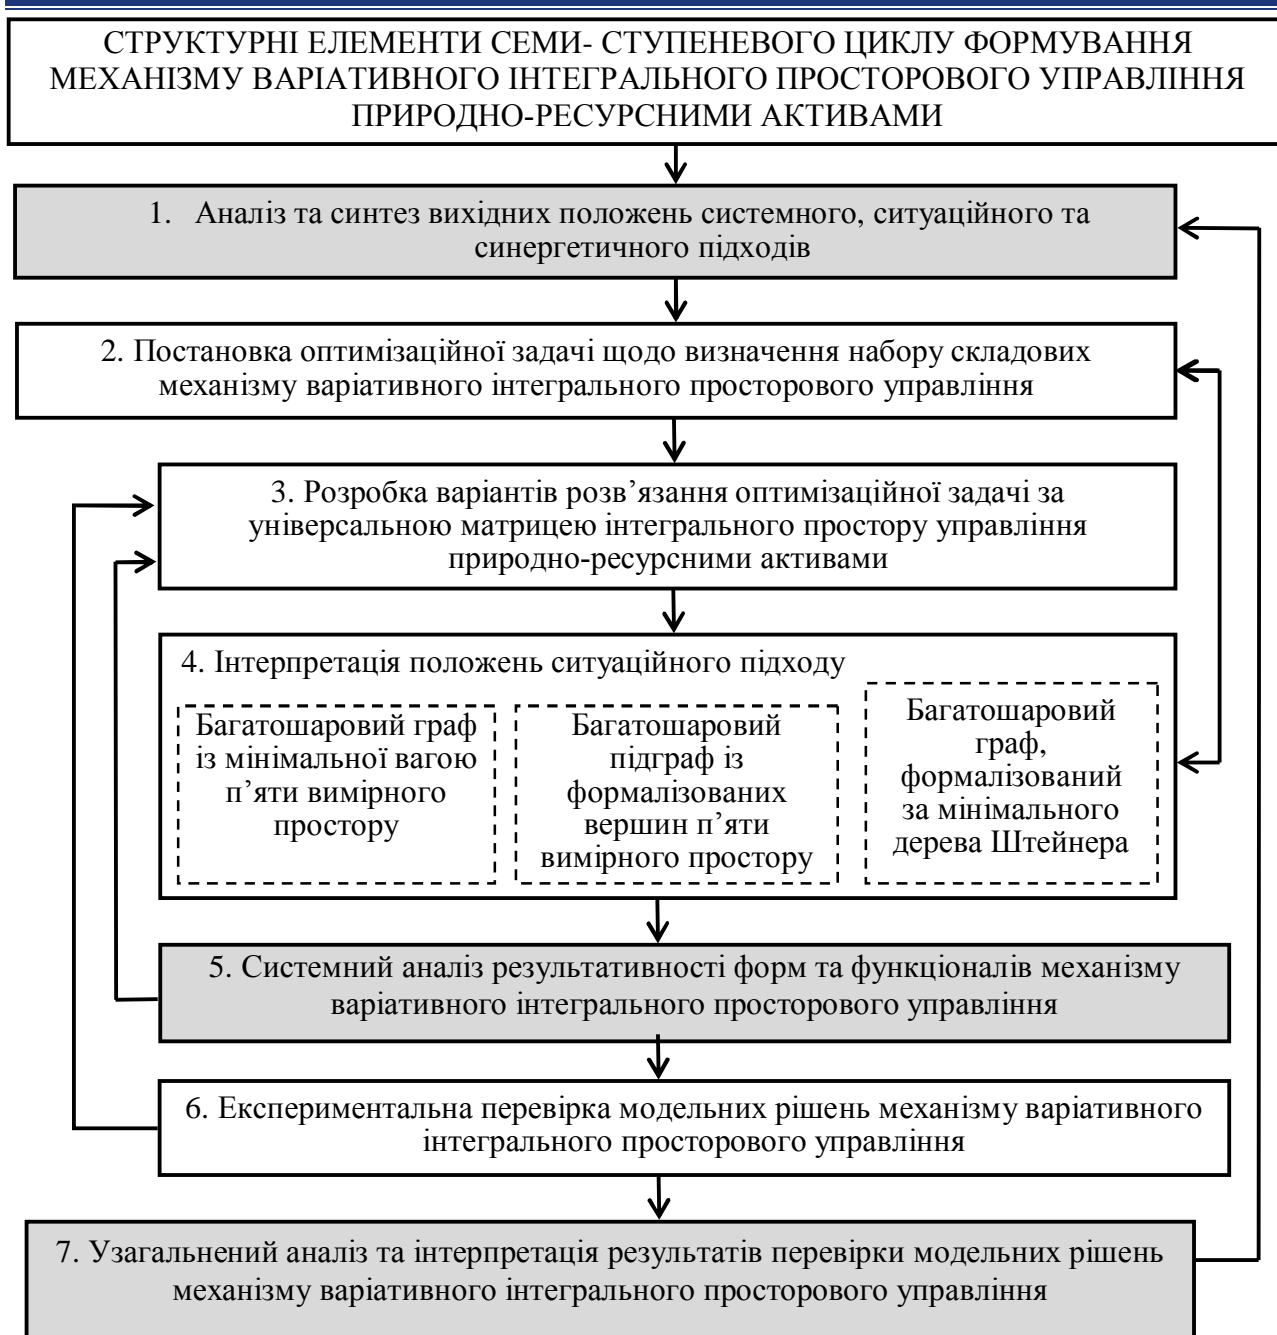 СТРУКТУРНІ ЕЛЕМЕНТИ СЕМИ- СТУПЕНЕВОГО ЦИКЛУ ФОРМУВАННЯ
МЕХАНІЗМУ ВАРІАТИВНОГО ІНТЕГРАЛЬНОГО ПРОСТОРОВОГО УПРАВЛІННЯ
ПРИРОДНО-РЕСУРСНИМИ АКТИВАМИ
1. Аналіз та синтез вихідних положень системного, ситуаційного та
синергетичного підходів
2. Постановка оптимізаційної задачі щодо визначення набору складових
механізму варіативного інтегрального просторового управління
3. Розробка варіантів розв’язання оптимізаційної задачі за
універсальною матрицею інтегрального простору управління
природно-ресурсними активами
4. Інтерпретація положень ситуаційного підходу
Багатошаровий граф
із мінімальної вагою
п’яти вимірного
простору
Багатошаровий
підграф із
формалізованих
вершин п’яти
вимірного простору
Багатошаровий
граф,
формалізований
за мінімального
дерева Штейнера
5. Системний аналіз результативності форм та функціоналів механізму
варіативного інтегрального просторового управління
6. Експериментальна перевірка модельних рішень механізму варіативного
інтегрального просторового управління
7. Узагальнений аналіз та інтерпретація результатів перевірки модельних рішень
механізму варіативного інтегрального просторового управління